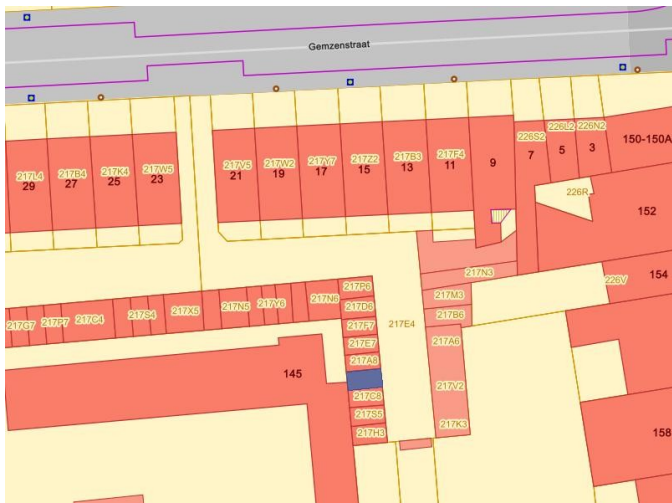 Gemzenstraat
217L4
29
217B4
27
217K4
25
217W5
23
217V5
21
217W2
19
217Y7
17
217Z2
15
217B3
13
217F4
11
9
226S2
7
226L2
5
226N2
3
150-150A
226R
152
154
226V
217N3
217M3
217B6
217A6
217V2
217K3
217E4
217G7
217P7
217C4
217S4
217X5
217N5
217Y6
217N6
217P6
217D6
217F7
217E7
217A8
217C8
217S5
217H3
145
158